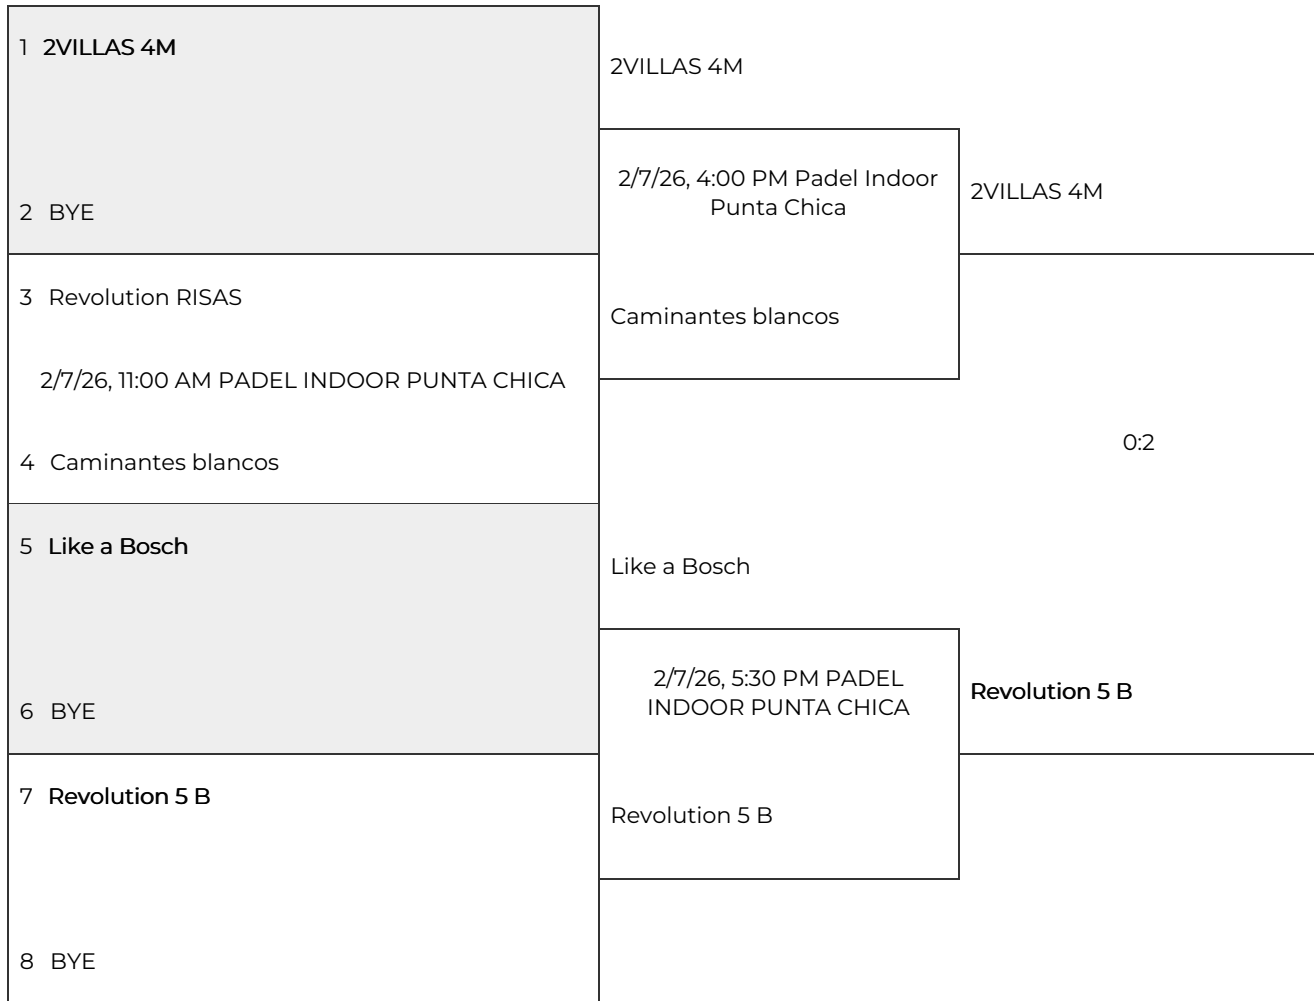 1 2VILLAS 4M
2 BYE
3 Revolution RISAS
2/7/26, 11:00 AM PADEL INDOOR PUNTA CHICA
4 Caminantes blancos
5 Like a Bosch
6 BYE
7 Revolution 5 B
8 BYE
2VILLAS 4M
2/7/26, 4:00 PM Padel Indoor
Punta Chica
Caminantes blancos
Like a Bosch
2/7/26, 5:30 PM PADEL
INDOOR PUNTA CHICA
Revolution 5 B
2VILLAS 4M
0:2
Revolution 5 B